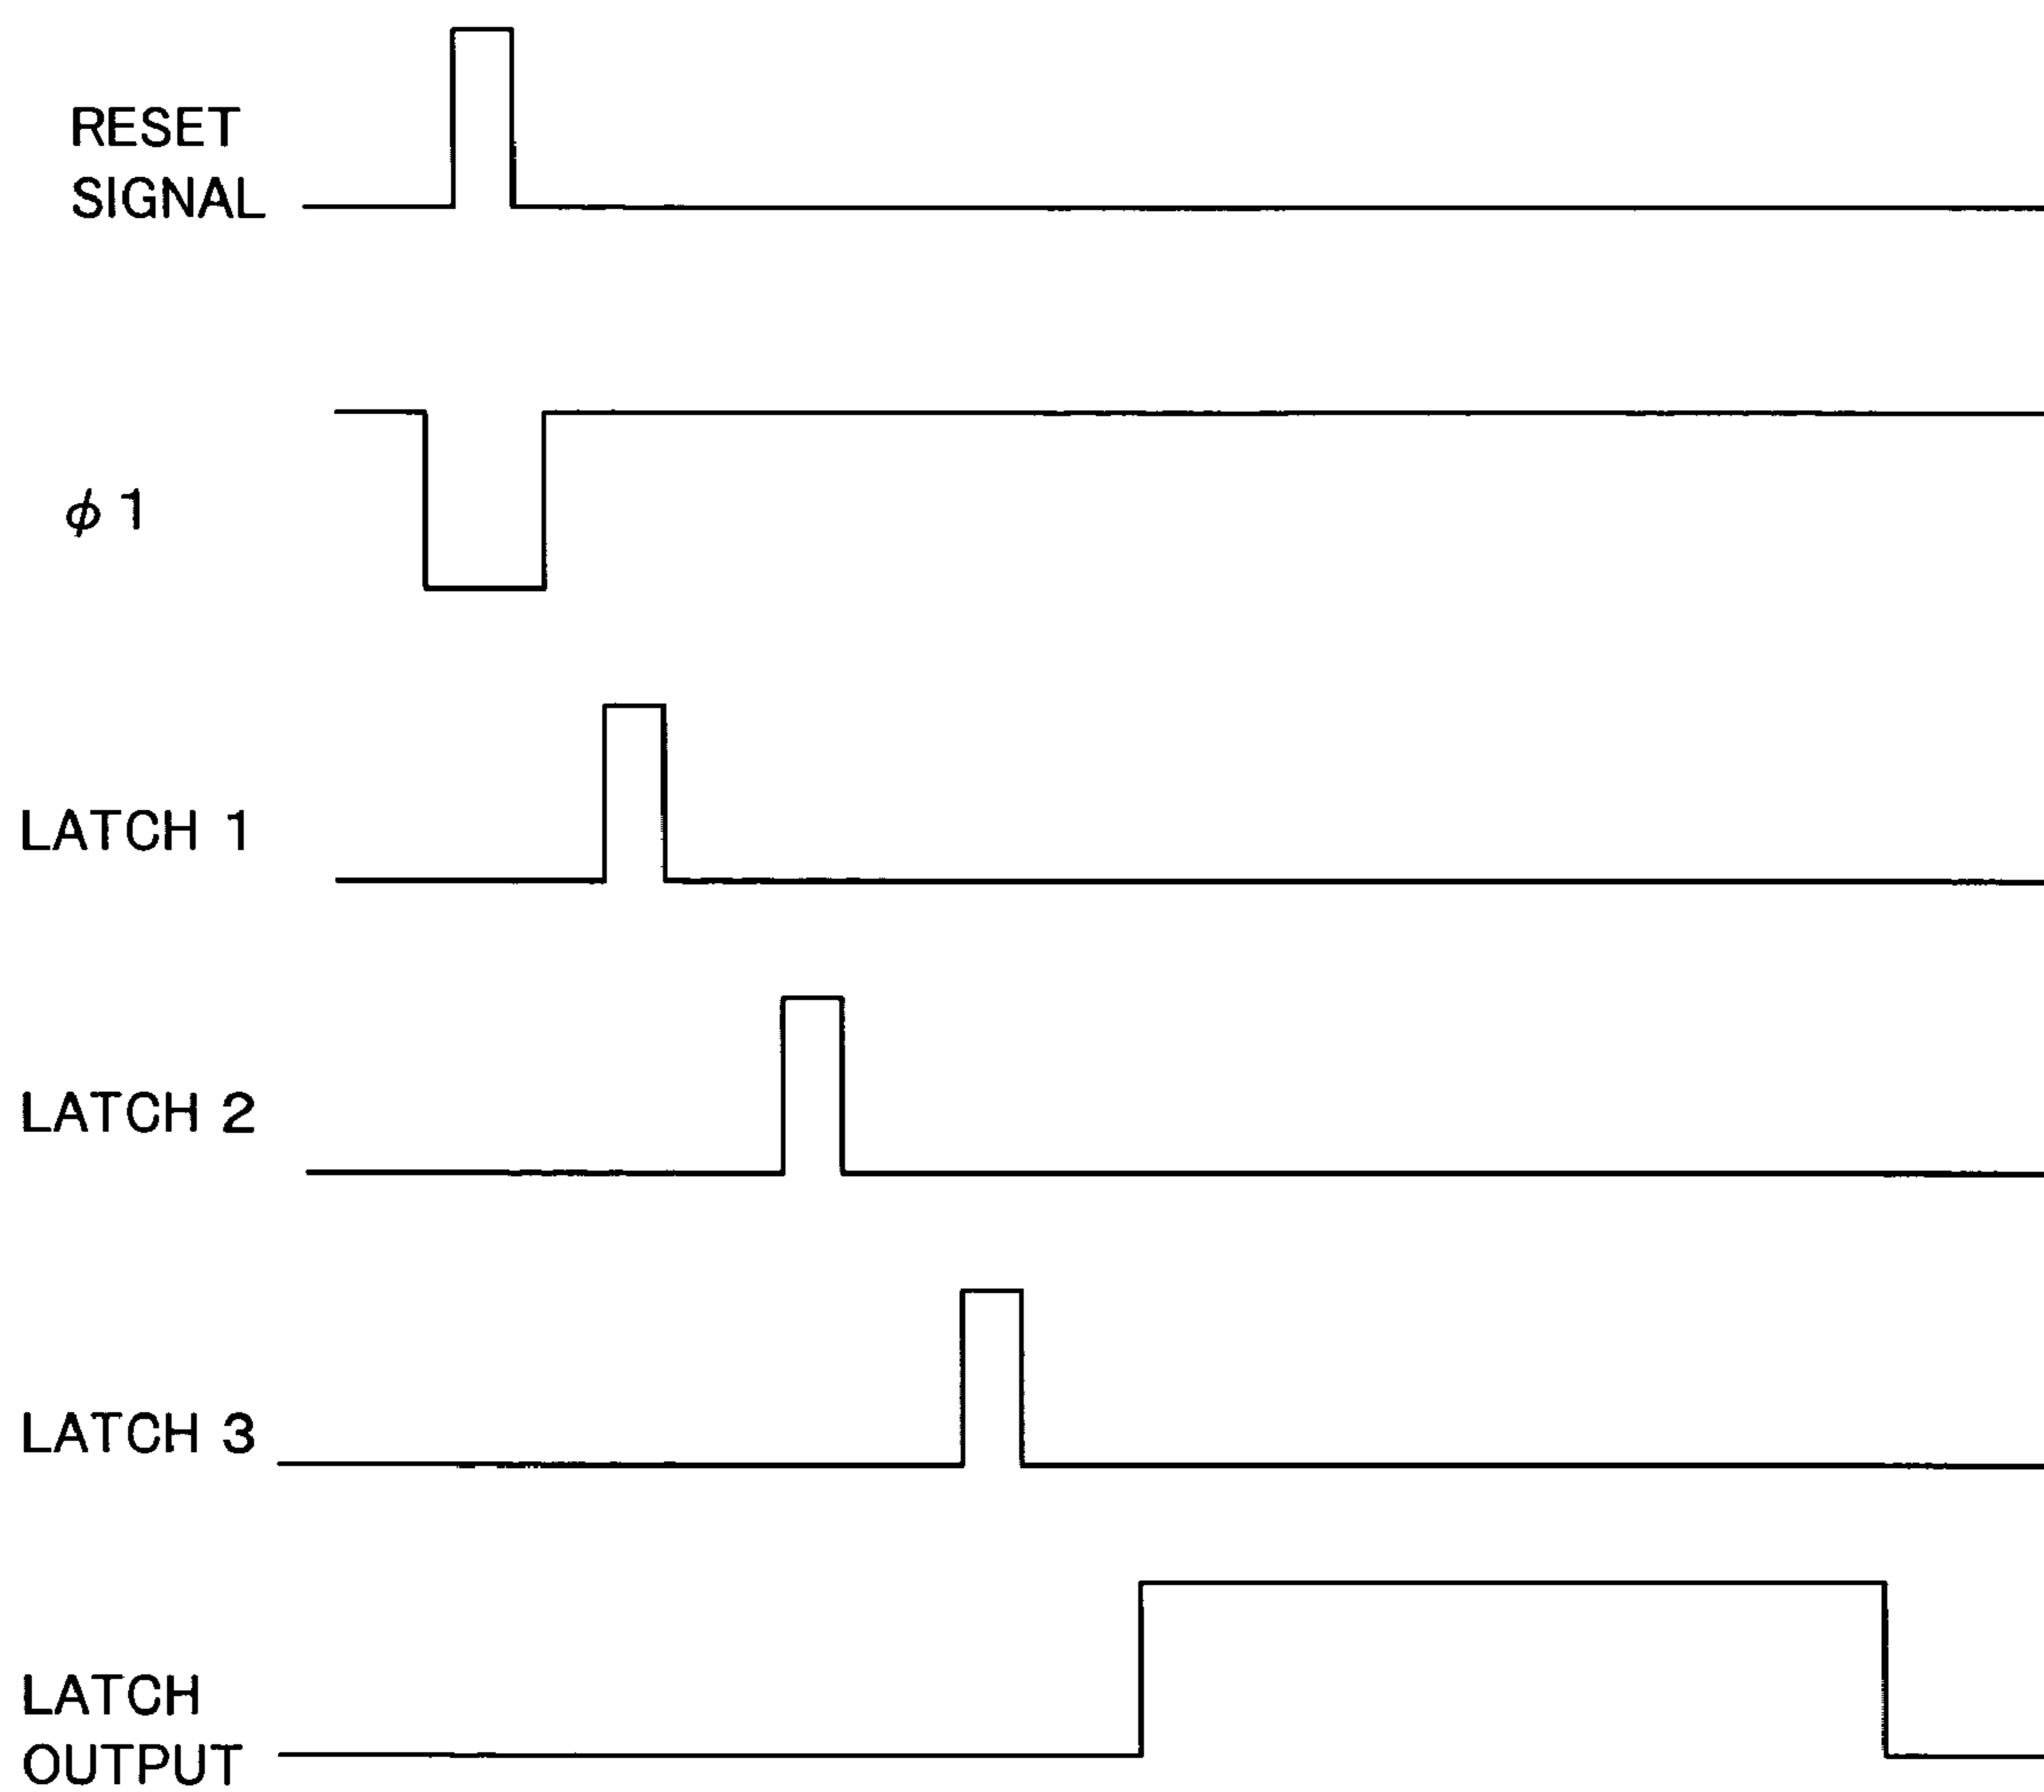 RESET
SIGNAL
φ1
LATCH 1
LATCH 2
LATCH 3
LATCH
OUTPUT